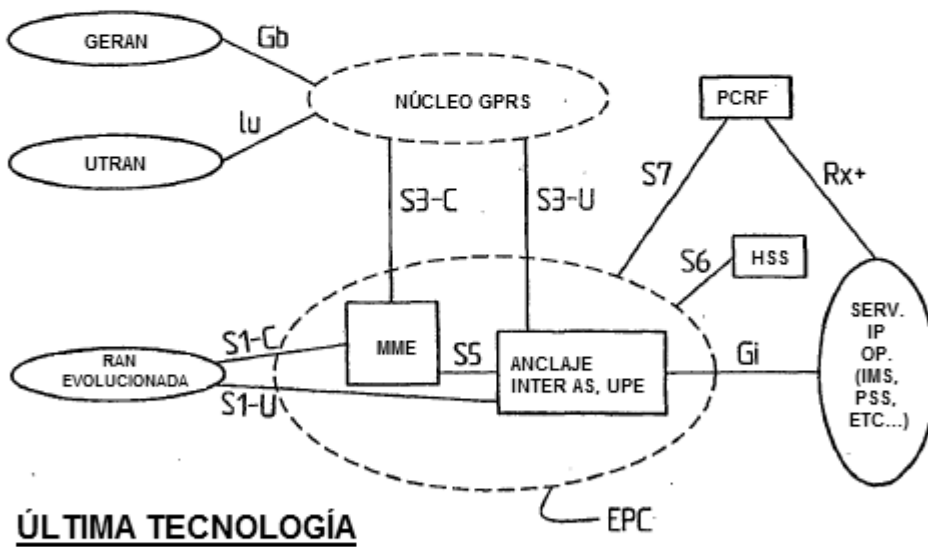 GERAN
Gb
NÚCLEO GPRS
PCRF
UTRAN
Iu
S3-C
S3-U
S7
Rx+
S6
HSS
RAN
EVOLUCIONADA
S1-C
S1-U
MME
S5
ANCLAJE
INTER AS, UPE
Gi
SERV.
IP
OP.
(IMS,
PSS,
ETC...)
EPC
ÚLTIMA TECNOLOGÍA